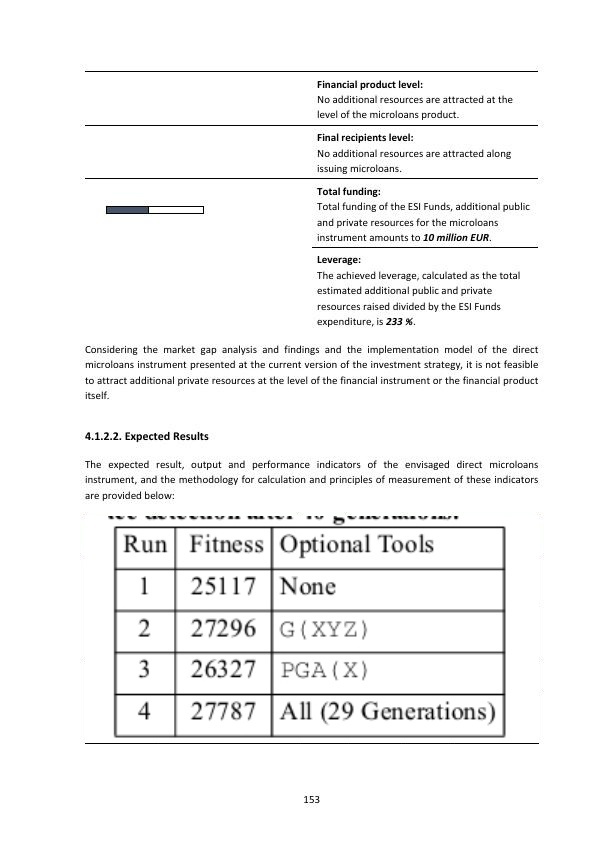 Financial product level:
No additional resources are attracted at the
level of the microloans product.
Final recipients level:
No additional resources are attracted along
issuing microloans.
Total funding:
Total funding of the ESI Funds, additional public
and private resources for the microloans
instrument amounts to 10 million EUR.
Leverage:
The achieved leverage, calculated as the total
estimated additional public and private
resources raised divided by the ESI Funds
expenditure, is 233 %.
Considering the market gap analysis and findings and the implementation model of the direct
microloans instrument presented at the current version of the investment strategy, it is not feasible
to attract additional private resources at the level of the financial instrument or the financial product
itself.
4.1.2.2. Expected Results
The expected result, output and performance indicators of the envisaged direct microloans
instrument, and the methodology for calculation and principles of measurement of these indicators
are provided below:
detection after 40 generations.
Run Fitness Optional Tools
1 25117 None
2 27296 G(XYZ)
3 26327 PGA(X)
4 27787 All (29 Generations)
153